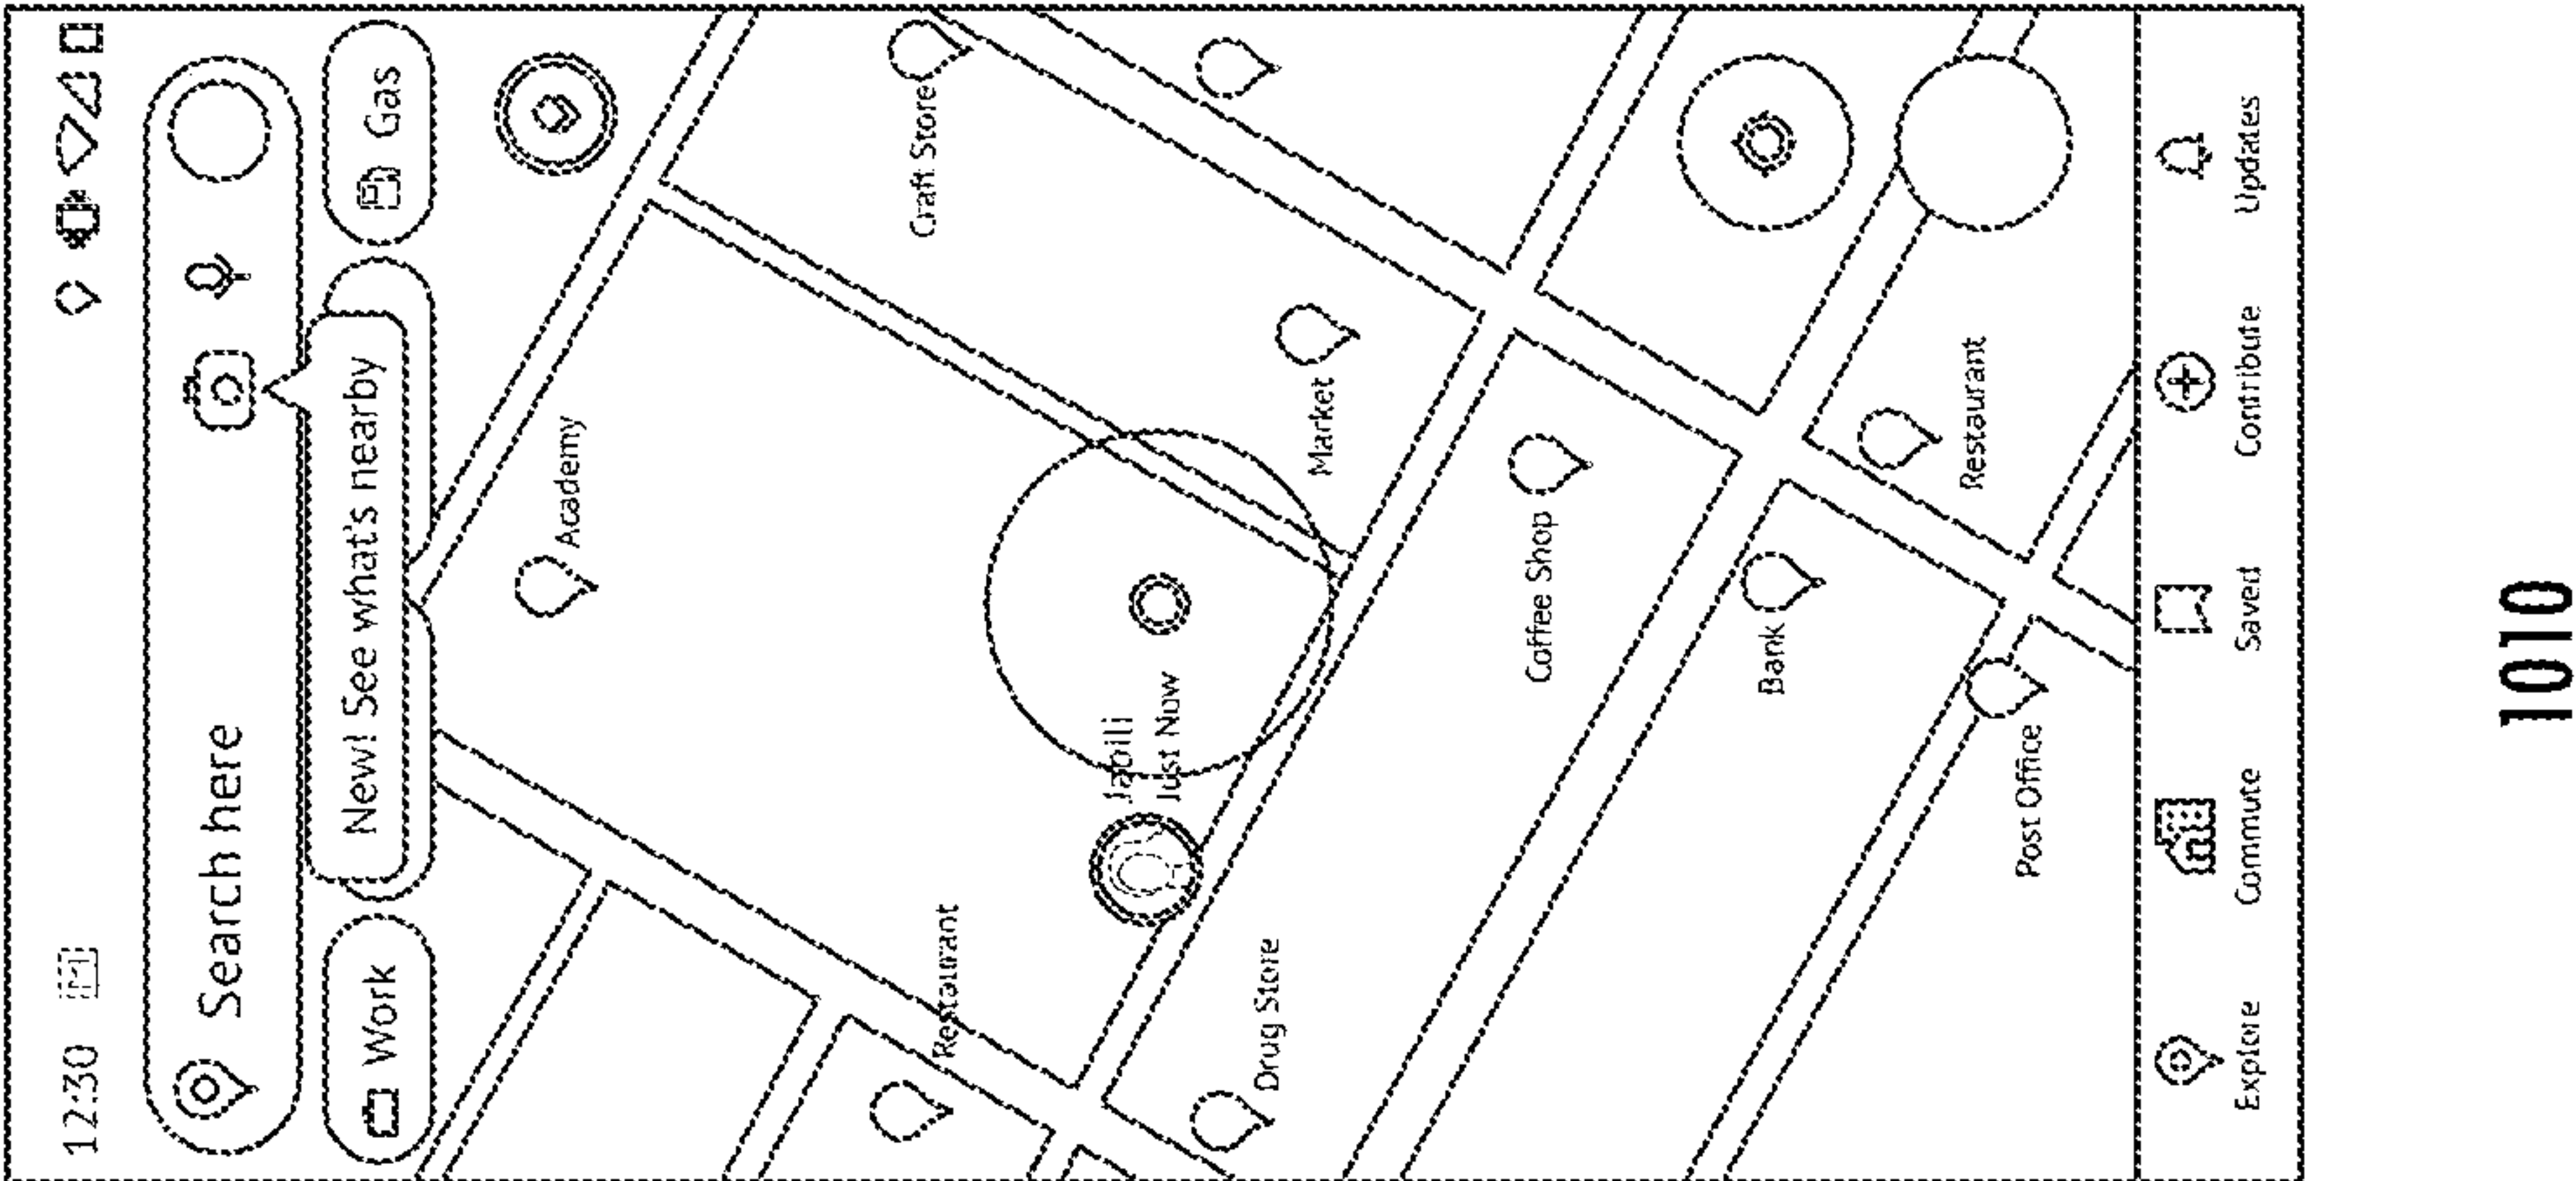 12:30
Search here
New! See what's nearby
Work
Gas
Academy
Craft Store
Restaurant
Jabili
Just Now
Market
Drug Store
Coffee Shop
Bank
Restaurant
Post Office
Explore
Commute
Saved
Contribute
Updates
1010